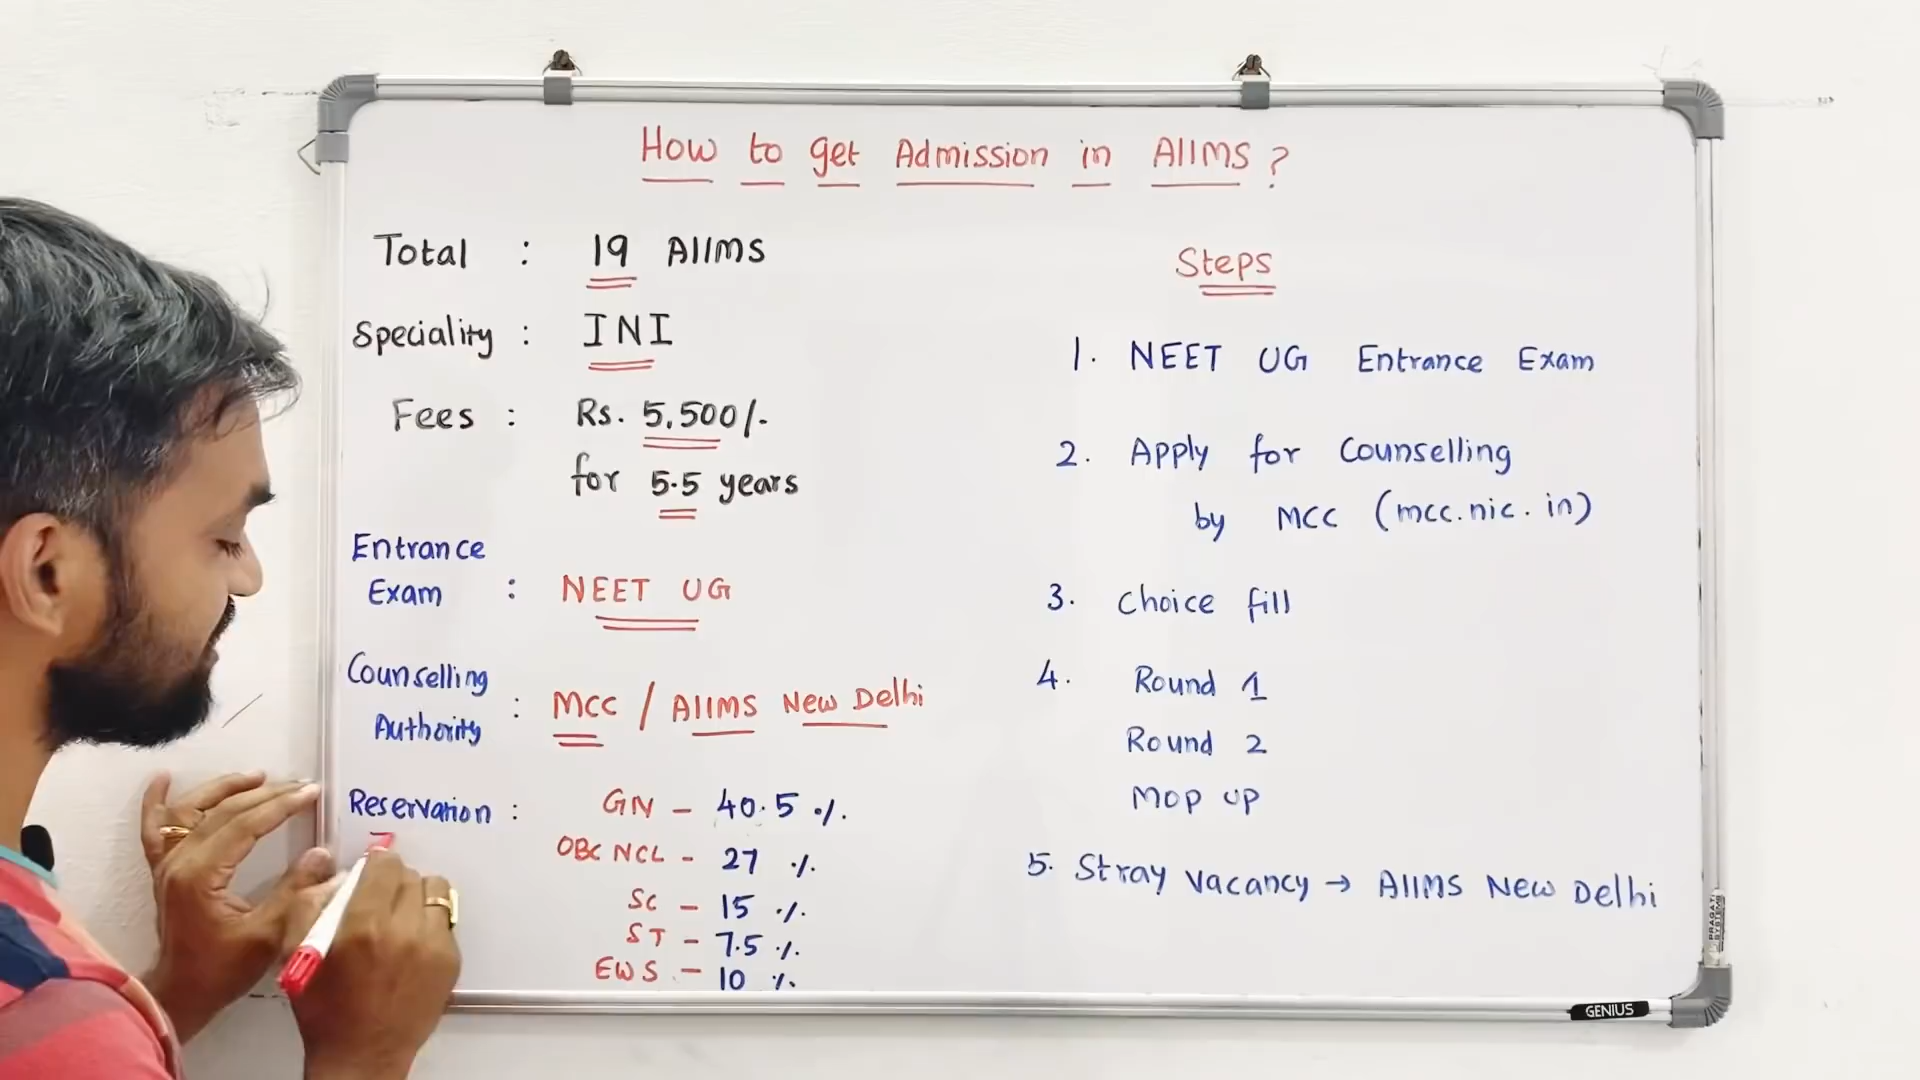 How to get Admission in AIIMS?
Total : 19 AIIMS
Speciality : INI
Fees : Rs. 5,500/-
for 5.5 years
Entrance
Exam : NEET UG
Counselling
Authority : MCC / AIIMS New Delhi
Reservation : GN - 40.5 %
OBC NCL - 27 %
SC - 15 %
ST - 7.5 %
EWS - 10 %
Steps
1. NEET UG Entrance Exam
2. Apply for Counselling
by MCC (mcc.nic.in)
3. Choice fill
4. Round 1
Round 2
Mop up
5. Stray Vacancy → AIIMS New Delhi
PRAGATI
SYSTEMS
GENIUS